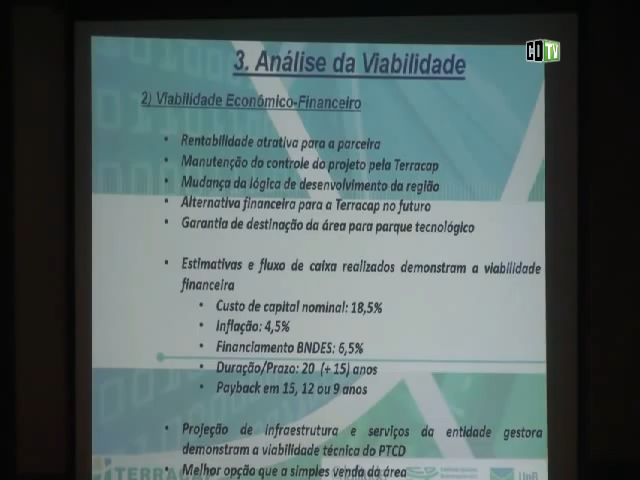 CD TV
3. Análise da Viabilidade
2) Viabilidade Econômico-Financeiro
• Rentabilidade atrativa para a parceira
• Manutenção do controle do projeto pela Terracap
• Mudança da lógica de desenvolvimento da região
• Alternativa financeira para a Terracap no futuro
• Garantia de destinação da área para parque tecnológico
• Estimativas e fluxo de caixa realizados demonstram a viabilidade
financeira
• Custo de capital nominal: 18,5%
• Inflação: 4,5%
• Financiamento BNDES: 6,5%
• Duração/Prazo: 20 (+ 15) anos
• Payback em 15, 12 ou 9 anos
• Projeção de infraestrutura e serviços da entidade gestora
demonstram a viabilidade técnica do PTCD
• Melhor opção que a simples venda da área
UnB